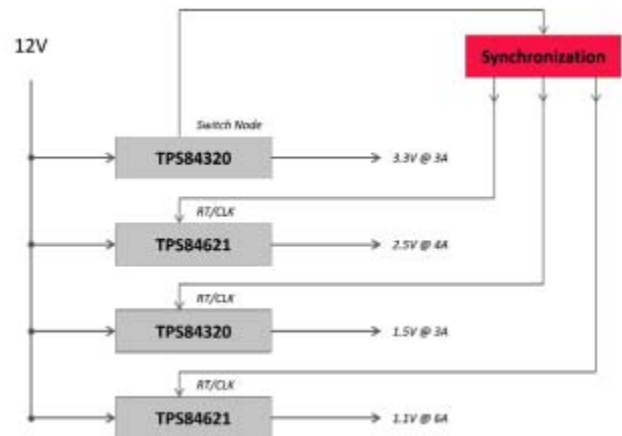 12V
Synchronization
Switch Node
TPS84320
3.3V @ 3A
RT/CLK
TPS84621
2.5V @ 4A
RT/CLK
TPS84320
1.5V @ 3A
RT/CLK
TPS84621
1.1V @ 6A